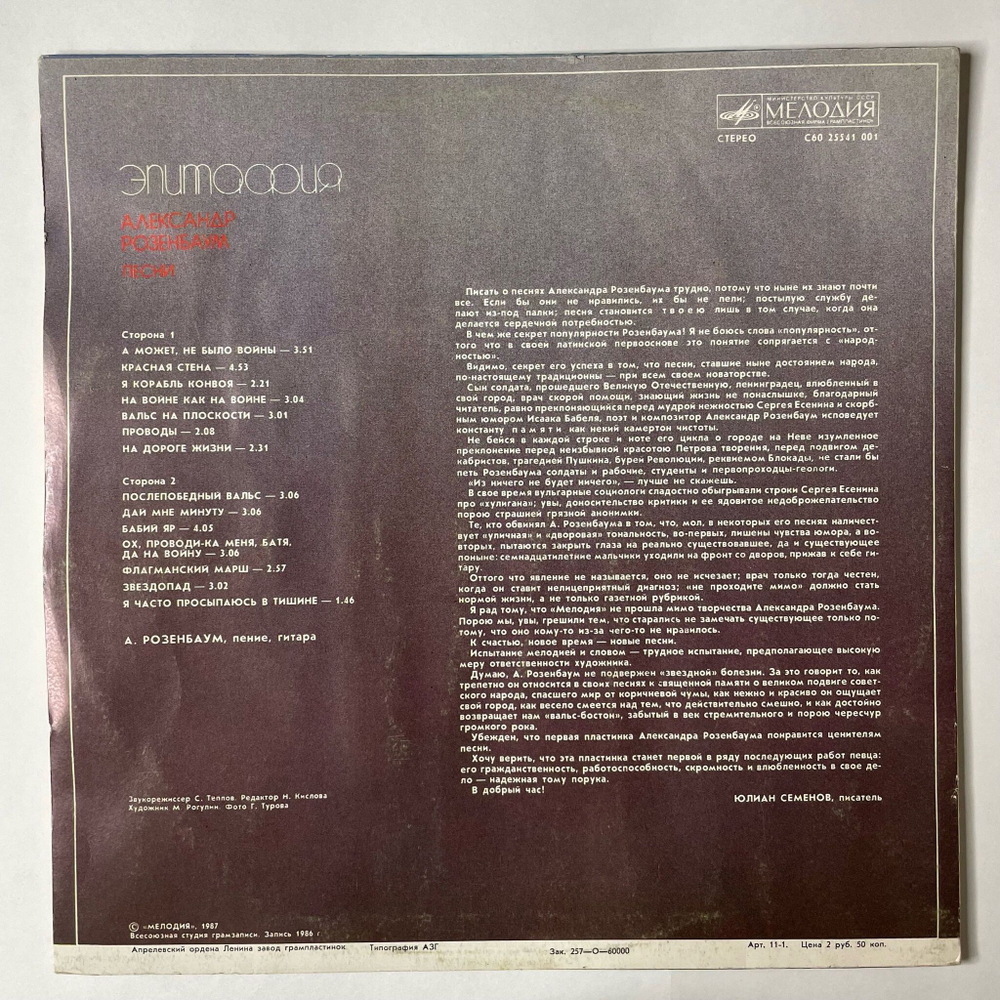 МИНИСТЕРСТВО КУЛЬТУРЫ СССР
МЕЛОДИЯ
ВСЕСОЮЗНАЯ ФИРМА ГРАМПЛАСТИНОК
СТЕРЕО С60 25541 001
ЭПИТАФИЯ
АЛЕКСАНДР
РОЗЕНБАУМ
ПЕСНИ
Сторона 1
А МОЖЕТ, НЕ БЫЛО ВОЙНЫ — 3.51
КРАСНАЯ СТЕНА — 4.53
Я КОРАБЛЬ КОНВОЯ — 2.21
НА ВОЙНЕ КАК НА ВОЙНЕ — 3.04
ВАЛЬС НА ПЛОСКОСТИ — 3.01
ПРОВОДЫ — 2.08
НА ДОРОГЕ ЖИЗНИ — 2.31
Сторона 2
ПОСЛЕПОБЕДНЫЙ ВАЛЬС — 3.06
ДАЙ МНЕ МИНУТУ — 3.06
БАБИЙ ЯР — 4.05
ОХ, ПРОВОДИ-КА МЕНЯ, БАТЯ,
ДА НА ВОЙНУ — 3.06
ФЛАГМАНСКИЙ МАРШ — 2.57
ЗВЕЗДОПАД — 3.02
Я ЧАСТО ПРОСЫПАЮСЬ В ТИШИНЕ — 1.46
А. РОЗЕНБАУМ, пение, гитара
Писать о песнях Александра Розенбаума трудно, потому что ныне их знают почти
все. Если бы они не нравились, их бы не пели; постылую службу де-
лают из-под палки; песня становится твоею лишь в том случае, когда она
делается сердечной потребностью.
В чем же секрет популярности Розенбаума! Я не боюсь слова «популярность», от-
того что в своей латинской первооснове это понятие сопрягается с «народ-
ностью».
Видимо, секрет его успеха в том, что песни, ставшие ныне достоянием народа,
по-настоящему традиционны — при всем своем новаторстве.
Сын солдата, прошедшего Великую Отечественную, ленинградец, влюбленный в
свой город, врач скорой помощи, знающий жизнь не понаслышке, благодарный
читатель, равно преклоняющийся перед мудрой нежностью Сергея Есенина и скорб-
ным юмором Исаака Бабеля, поэт и композитор Александр Розенбаум исповедует
константу памяти как некий камертон чистоты.
Не бейся в каждой строке и ноте его цикла о городе на Неве изумленное
преклонение перед неизбывной красотою Петрова творения, перед подвигом де-
кабристов, трагедией Пушкина, бурей Революции, реквиемом Блокады, че стали бы
петь Розенбаума солдаты и рабочие, студенты и первопроходцы-геологи.
«Из ничего не будет ничего», — лучше не скажешь.
В свое время вульгарные социологи сладостно обыгрывали строки Сергея Есенина
про «хулигана»; увы, доносительство критики и ее ядовитое недоброжелательство
порою страшней грязной анонимки.
Те, кто обвинял А. Розенбаума в том, что, мол, в некоторых его песнях наличест-
вует «уличная» и «дворовая» тональность, во-первых, лишены чувства юмора, а во-
вторых, пытаются закрыть глаза на реально существовавшее, да и существующее
поныне: семнадцатилетние мальчики уходили на фронт со дворов, прижав к себе ги-
тару.
Оттого что явление не называется, оно не исчезает; врач только тогда честен,
когда он ставит нелицеприятный диагноз; «не проходите мимо» должно стать
нормой жизни, а не только газетной рубрикой.
Я рад тому, что «Мелодия» не прошла мимо творчества Александра Розенбаума.
Порою мы, увы, грешили тем, что старались не замечать существующее только по-
тому, что оно кому-то из-за чего-то не нравилось.
К счастью, новое время — новые песни.
Испытание мелодией и словом — трудное испытание, предполагающее высокую
меру ответственности художника.
Думаю, А. Розенбаум не подвержен «звездной» болезни. За это говорит то, как
трепетно он относится в своих песнях к священной памяти о великом подвиге совет-
ского народа, спасшего мир от коричневой чумы, как нежно и красиво он ощущает
свой город, как весело смеется над тем, что действительно смешно, и как достойно
возвращает нам «вальс-бостон», забытый в век стремительного и порою чересчур
громкого рока.
Убежден, что первая пластинка Александра Розенбаума понравится ценителям
песни.
Хочу верить, что эта пластинка станет первой в ряду последующих работ певца:
его гражданственность, работоспособность, скромность и влюбленность в свое де-
ло — надежная тому порука.
В добрый час!
ЮЛИАН СЕМЕНОВ, писатель
Звукорежиссер С. Теплов. Редактор Н. Кислова
Художник М. Рогулин. Фото Г. Турова
© «МЕЛОДИЯ», 1987
Всесоюзная студия грамзаписи. Запись 1986 г.
Апрелевский ордена Ленина завод грампластинок Типография АЗГ Зак. 257—О—60000 Арт. 11-1. Цена 2 руб. 50 коп.